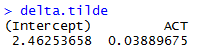 > delta.tilde
(Intercept) ACT
2.46253658 0.03889675